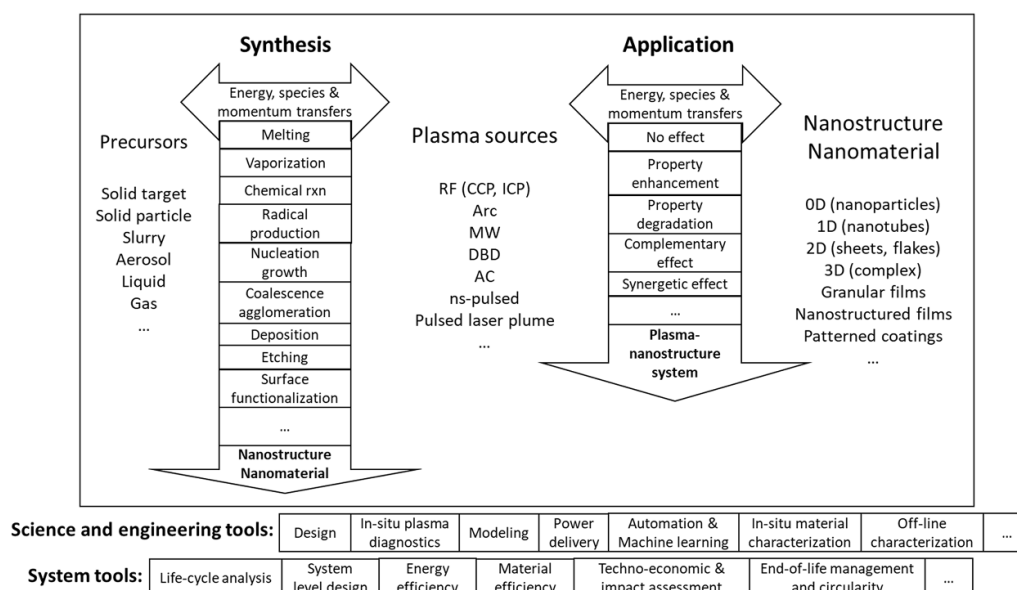 Synthesis
Energy, species &
momentum transfers
Precursors
Solid target
Solid particle
Slurry
Aerosol
Liquid
Gas
...
Melting
Vaporization
Chemical rxn
Radical
production
Nucleation
growth
Coalescence
agglomeration
Deposition
Etching
Surface
functionalization
...
Nanostructure
Nanomaterial
Plasma sources
RF (CCP, ICP)
Arc
MW
DBD
AC
ns-pulsed
Pulsed laser plume
...
Application
Energy, species &
momentum transfers
No effect
Property
enhancement
Property
degradation
Complementary
effect
Synergetic effect
...
Plasma-
nanostructure
system
Nanostructure
Nanomaterial
0D (nanoparticles)
1D (nanotubes)
2D (sheets, flakes)
3D (complex)
Granular films
Nanostructured films
Patterned coatings
...
Science and engineering tools:
Design
In-situ plasma
diagnostics
Modeling
Power
delivery
Automation &
Machine learning
In-situ material
characterization
Off-line
characterization
...
System tools:
Life-cycle analysis
System
level design
Energy
efficiency
Material
efficiency
Techno-economic &
impact assessment
End-of-life management
and circularity
...